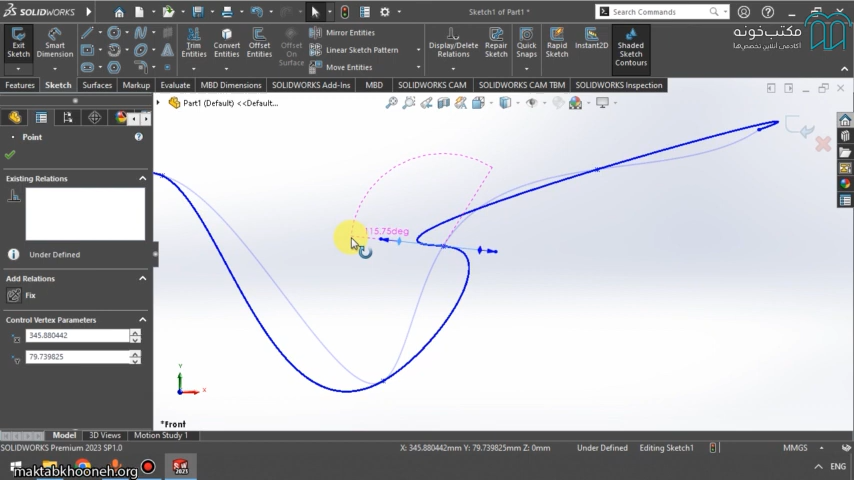 SOLIDWORKS
Sketch1 of Part1 *
Search Commands
مکتب‌خونه
آکادمی آنلاین تخصص‌ها
Exit Sketch
Smart Dimension
Trim Entities
Convert Entities
Offset Entities
Offset On Surface
Mirror Entities
Linear Sketch Pattern
Move Entities
Display/Delete Relations
Repair Sketch
Quick Snaps
Rapid Sketch
Instant2D
Shaded Sketch Contours
Features
Sketch
Surfaces
Markup
Evaluate
MBD Dimensions
SOLIDWORKS Add-Ins
MBD
SOLIDWORKS CAM
SOLIDWORKS CAM TBM
SOLIDWORKS Inspection
Part1 (Default) <<Default...
Point
Existing Relations
Under Defined
Add Relations
Fix
Control Vertex Parameters
345.880442
79.739825
15.75deg
Y
X
*Front
Model
3D Views
Motion Study 1
SOLIDWORKS Premium 2023 SP1.0
X: 345.880442mm Y: 79.739825mm Z: 0mm
Under Defined
Editing Sketch1
MMGS
maktabkhooneh.org
2023
ENG